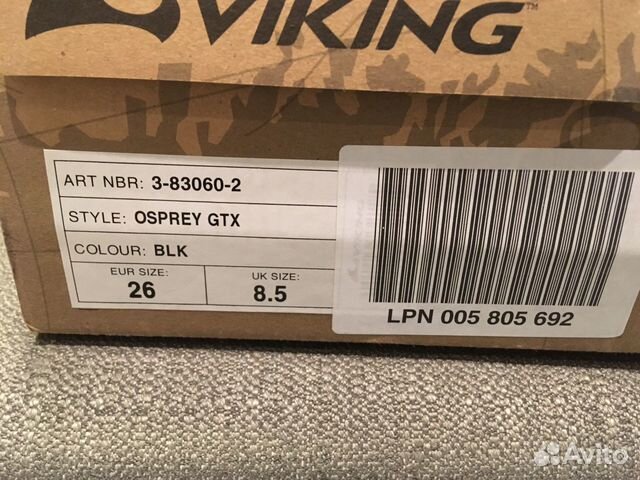 VIKING™
ART NBR: 3-83060-2
STYLE: OSPREY GTX
COLOUR: BLK
EUR SIZE: UK SIZE:
26 8.5
LPN 005 805 692
Avito